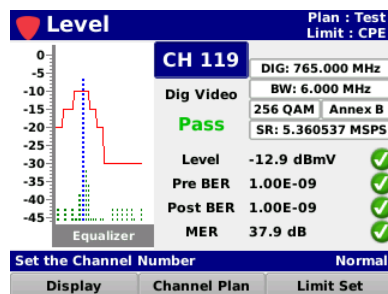 Level
Plan : Test
Limit : CPE
0
-5
-10
-15
-20
-25
-30
-35
-40
-45
Equalizer
CH 119
DIG: 765.000 MHz
Dig Video
BW: 6.000 MHz
256 QAM Annex B
Pass
SR: 5.360537 MSPS
Level -12.9 dBmV
Pre BER 1.00E-09
Post BER 1.00E-09
MER 37.9 dB
Set the Channel Number Normal
Display Channel Plan Limit Set